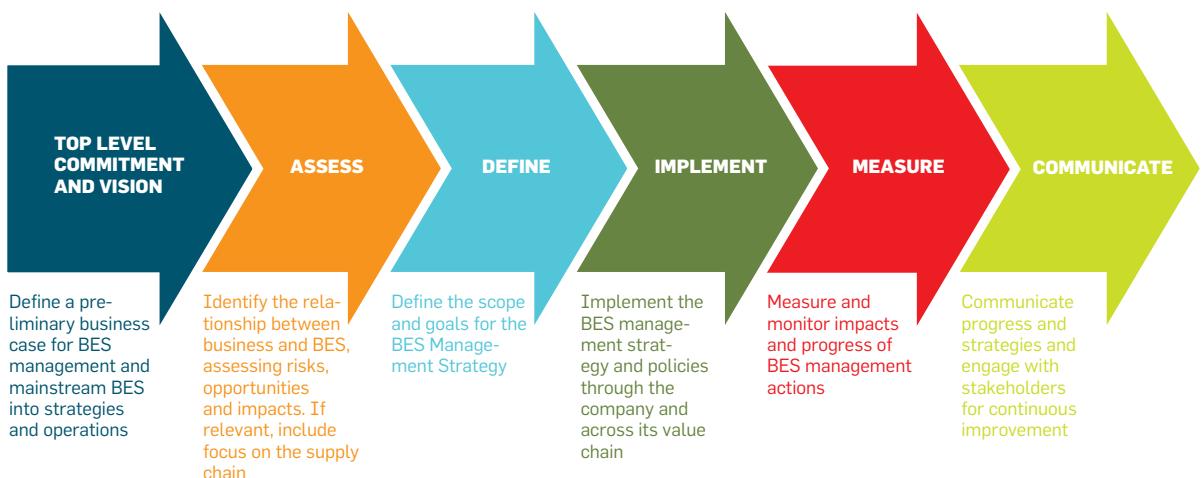 TOP LEVEL
COMMITMENT
AND VISION
ASSESS
DEFINE
IMPLEMENT
MEASURE
COMMUNICATE
Define a pre-
liminary business
case for BES
management and
mainstream BES
into strategies
and operations
Identify the rela-
tionship between
business and BES,
assessing risks,
opportunities
and impacts. If
relevant, include
focus on the supply
chain
Define the scope
and goals for the
BES Manage-
ment Strategy
Implement the
BES manage-
ment strat-
egy and policies
through the
company and
across its value
chain
Measure and
monitor impacts
and progress of
BES management
actions
Communicate
progress and
strategies and
engage with
stakeholders
for continuous
improvement